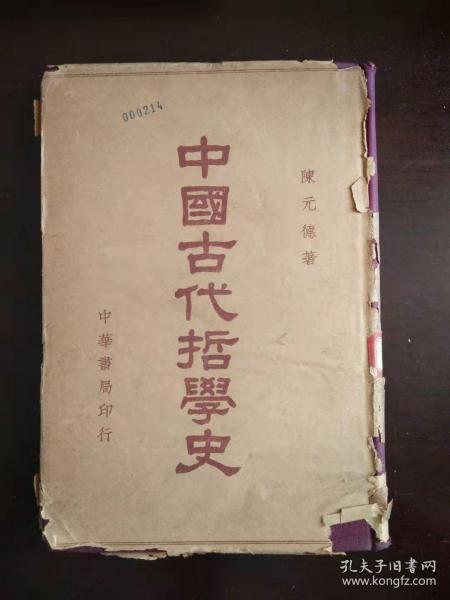 000214
陳元德著
中國古代哲學史
中華書局印行
孔夫子旧书网
www.kongfz.com